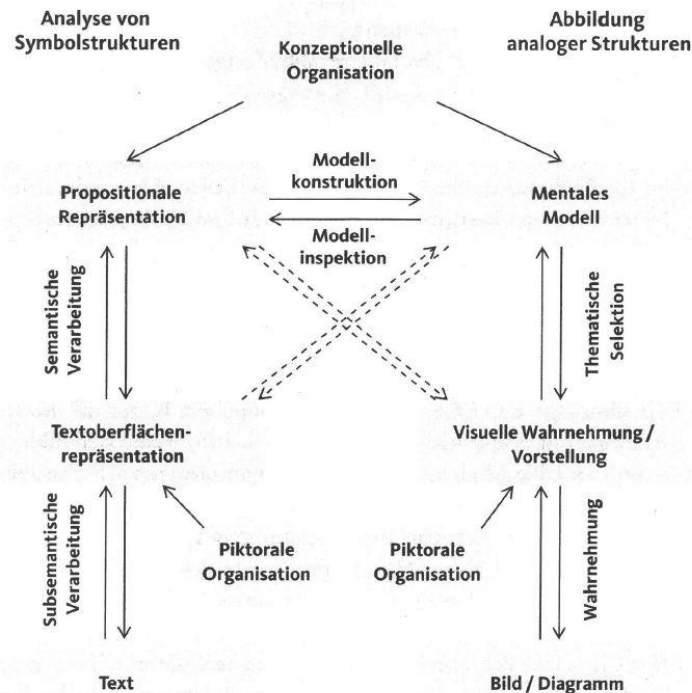 Analyse von
Symbolstrukturen
Abbildung
analoger Strukturen
Konzeptionelle
Organisation
Propositionale
Repräsentation
Modell-
konstruktion
Modell-
inspektion
Mentales
Modell
Semantische
Verarbeitung
Thematische
Selektion
Textoberflächen-
repräsentation
Visuelle Wahrnehmung /
Vorstellung
Subsemantische
Verarbeitung
Piktorale
Organisation
Piktorale
Organisation
Wahrnehmung
Text
Bild / Diagramm